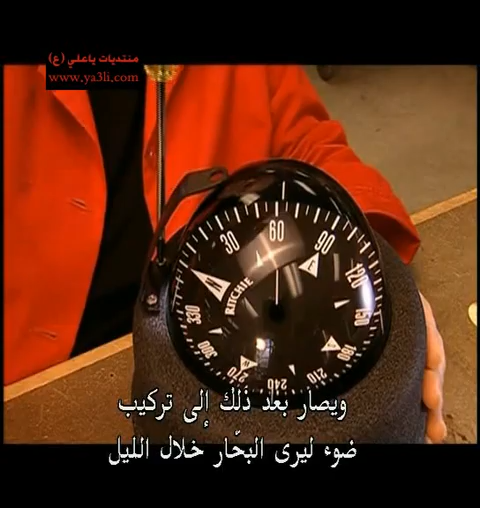 منتديات ياعلي (ع)
www.ya3li.com
30
60
90
120
150
180
210
240
270
300
330
N
E
S
W
RITCHIE
ويصار بعد ذلك إلى تركيب
ضوء ليرى البحّار خلال الليل